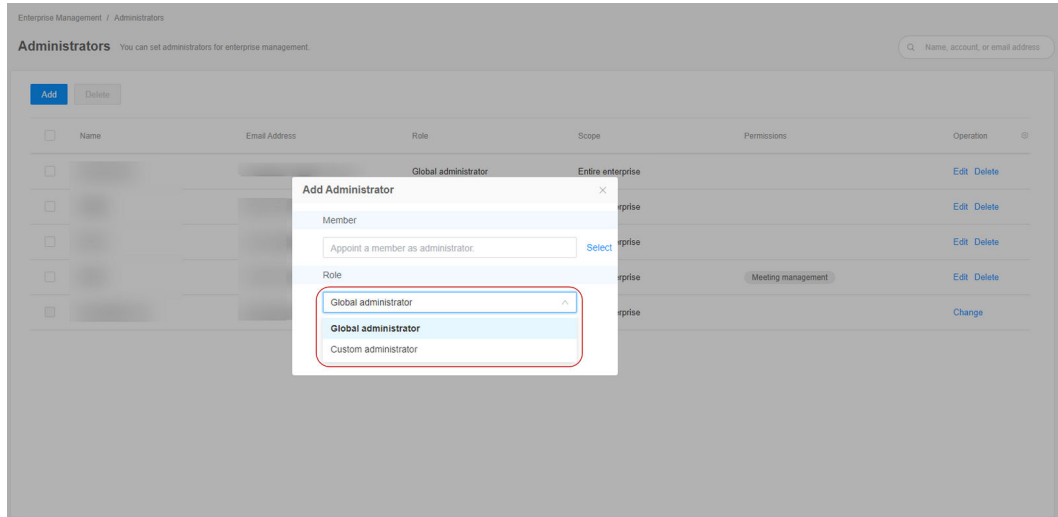 Enterprise Management / Administrators
Administrators You can set administrators for enterprise management.
Name, account, or email address
Add Delete
Name Email Address Role Scope Permissions Operation
Global administrator Entire enterprise Edit Delete
Add Administrator
rprise Edit Delete
Member
Appoint a member as administrator. Select
rprise Edit Delete
Role
erprise Meeting management Edit Delete
Global administrator
erprise Change
Global administrator
Custom administrator